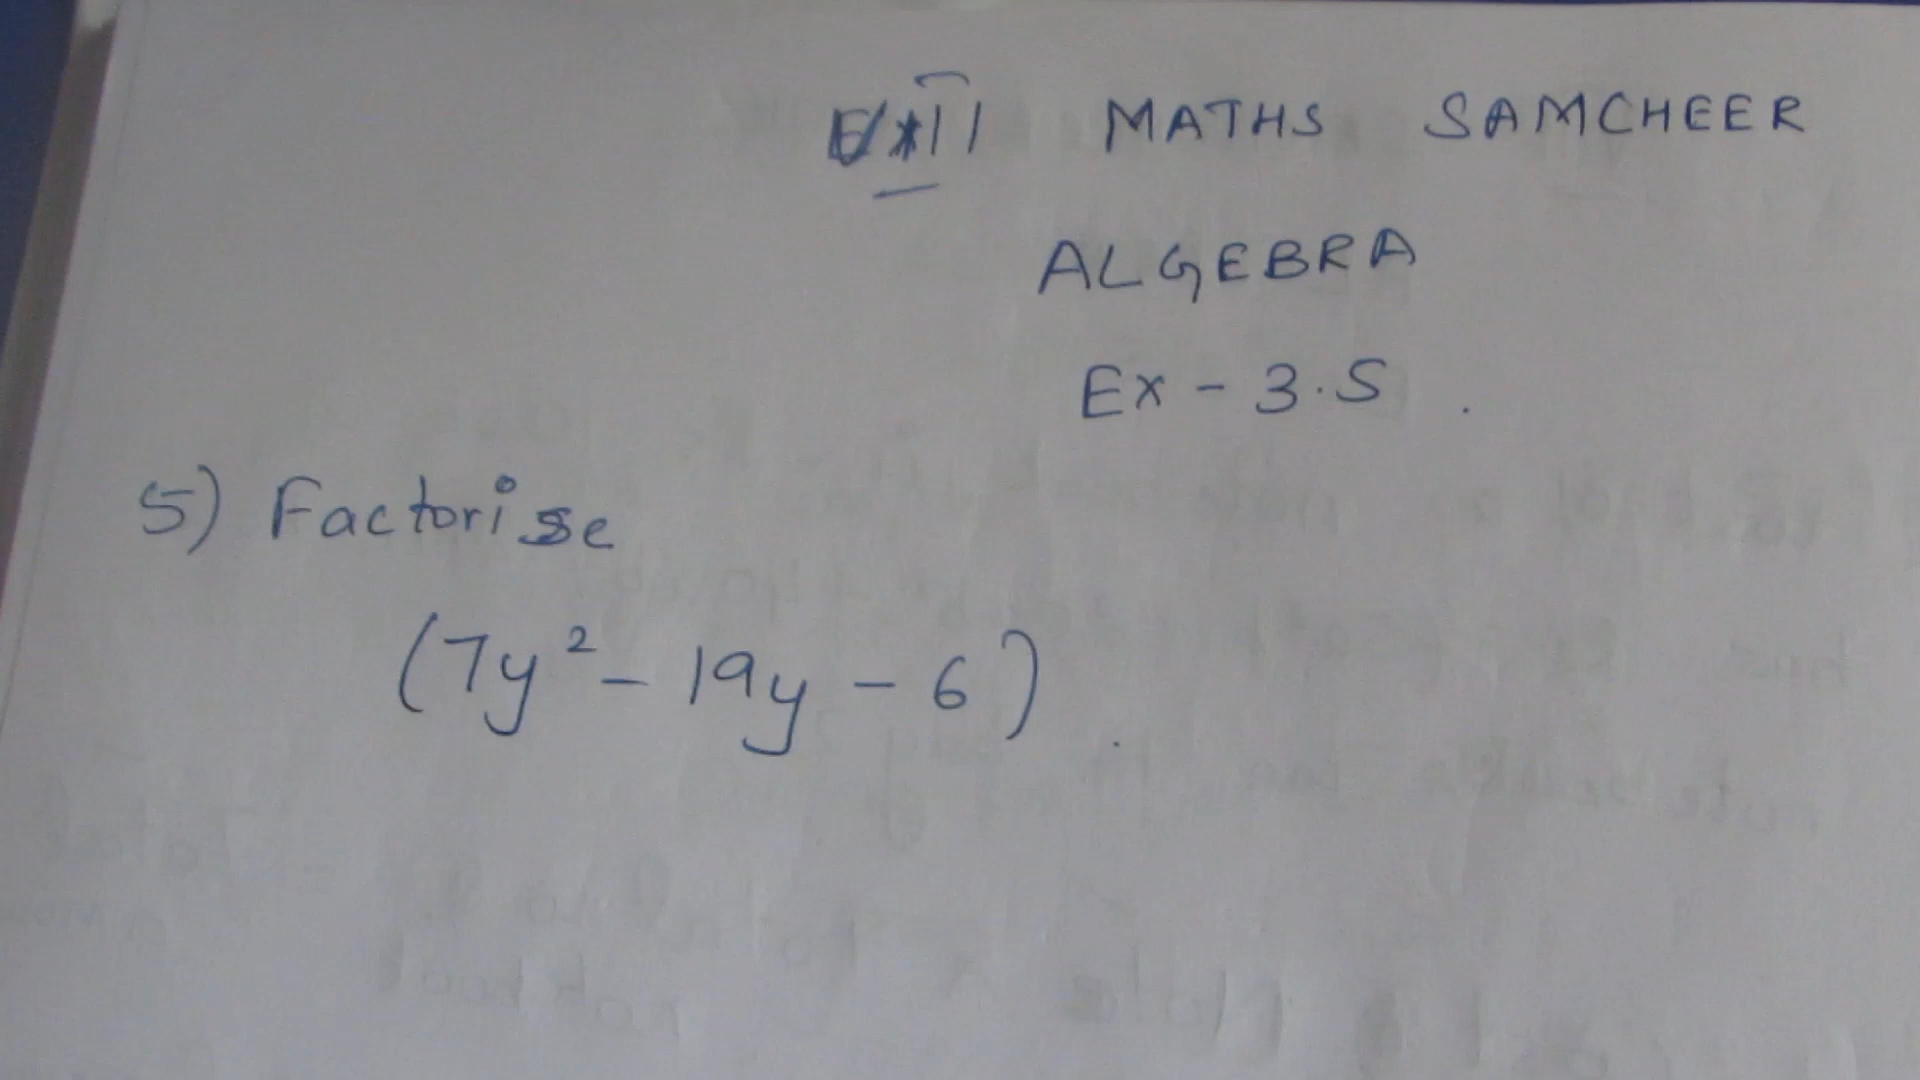 MATHS SAMCHEER
ALGEBRA
Ex - 3.5.
5) Factorise
(7y² - 19y - 6).